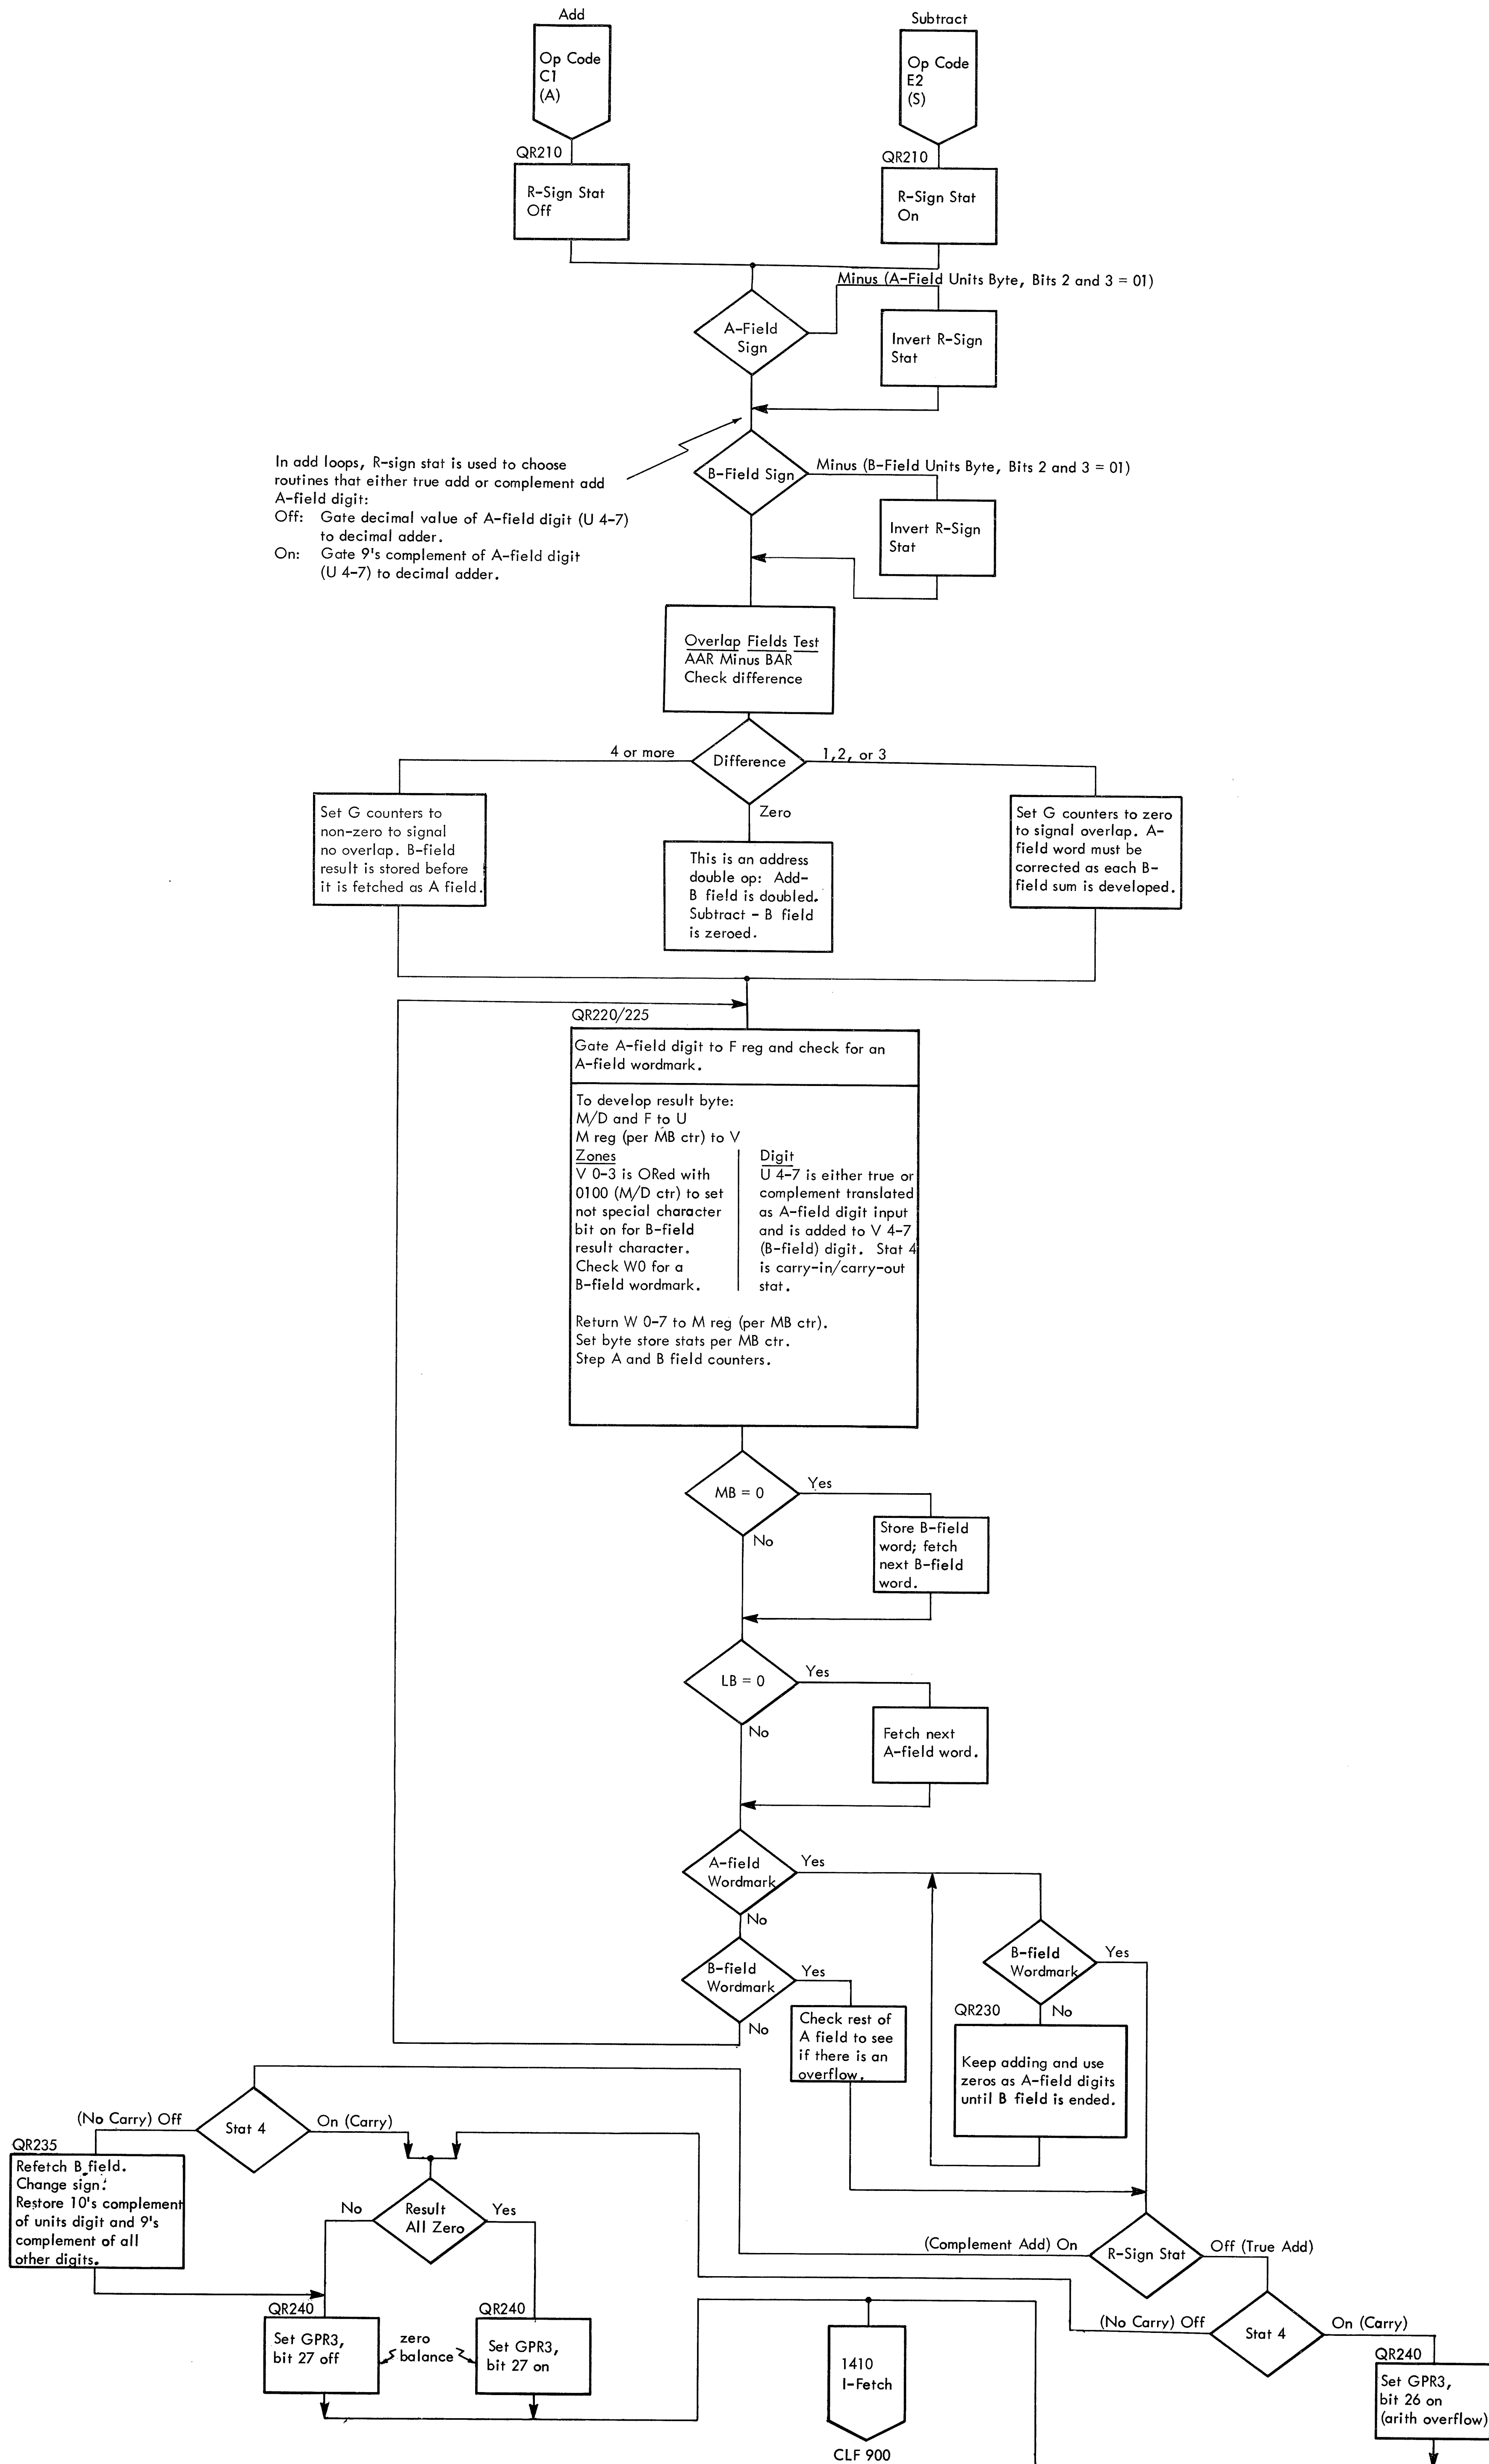 Add
Subtract
Op Code
C1
(A)
Op Code
E2
(S)
QR210
R-Sign Stat
Off
QR210
R-Sign Stat
On
Minus (A-Field Units Byte, Bits 2 and 3 = 01)
A-Field
Sign
Invert R-Sign
Stat
In add loops, R-sign stat is used to choose
routines that either true add or complement add
A-field digit:
Off: Gate decimal value of A-field digit (U 4-7)
to decimal adder.
On: Gate 9's complement of A-field digit
(U 4-7) to decimal adder.
B-Field Sign
Minus (B-Field Units Byte, Bits 2 and 3 = 01)
Invert R-Sign
Stat
Overlap Fields Test
AAR Minus BAR
Check difference
4 or more
Difference
1,2, or 3
Zero
Set G counters to
non-zero to signal
no overlap. B-field
result is stored before
it is fetched as A field.
This is an address
double op: Add-
B field is doubled.
Subtract - B field
is zeroed.
Set G counters to zero
to signal overlap. A-
field word must be
corrected as each B-
field sum is developed.
QR220/225
Gate A-field digit to F reg and check for an
A-field wordmark.
To develop result byte:
M/D and F to U
M reg (per MB ctr) to V
Zones
V 0-3 is ORed with
0100 (M/D ctr) to set
not special character
bit on for B-field
result character.
Check W0 for a
B-field wordmark.
Digit
U 4-7 is either true or
complement translated
as A-field digit input
and is added to V 4-7
(B-field) digit. Stat 4
is carry-in/carry-out
stat.
Return W 0-7 to M reg (per MB ctr).
Set byte store stats per MB ctr.
Step A and B field counters.
MB = 0
Yes
No
Store B-field
word; fetch
next B-field
word.
LB = 0
Yes
No
Fetch next
A-field word.
A-field
Wordmark
Yes
No
B-field
Wordmark
Yes
No
B-field
Wordmark
Yes
No
Check rest of
A field to see
if there is an
overflow.
QR230
Keep adding and use
zeros as A-field digits
until B field is ended.
(No Carry) Off
Stat 4
On (Carry)
QR235
Refetch B field.
Change sign.
Restore 10's complement
of units digit and 9's
complement of all
other digits.
No
Result
All Zero
Yes
(Complement Add) On
R-Sign Stat
Off (True Add)
QR240
Set GPR3,
bit 27 off
zero
balance
QR240
Set GPR3,
bit 27 on
1410
I-Fetch
CLF 900
(No Carry) Off
Stat 4
On (Carry)
QR240
Set GPR3,
bit 26 on
(arith overflow)